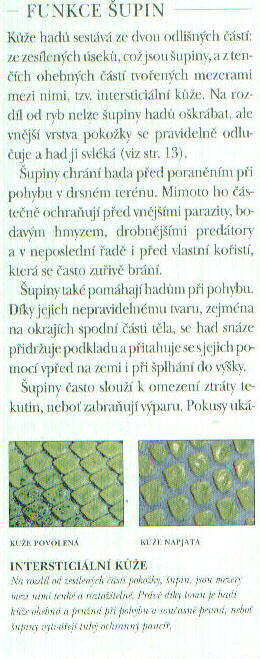 FUNKCE ŠUPIN
Kůže hadů sestává ze dvou odlišných částí:
ze zesílených úseků, což jsou šupiny, a z ten-
čích ohebných částí tvořených mezerami
mezi nimi, tzv. intersticiální kůže. Na roz-
díl od ryb nelze šupiny hadů oškrábat, ale
vnější vrstva pokožky se pravidelně odlu-
čuje a had ji svléká (viz str. 13).
Šupiny chrání hada před poraněním při
pohybu v drsném terénu. Mimoto ho čás-
tečně ochraňují před vnějšími parazity, bo-
davým hmyzem, drobnějšími predátory
a v neposlední řadě i před vlastní kořistí,
která se často zuřivě brání.
Šupiny také pomáhají hadům při pohybu.
Díky jejich nepravidelnému tvaru, zejména
na okrajích spodní části těla, se had snáze
přidržuje podkladu a přitahuje se s jejich po-
mocí vpřed na zemi i při šplhání do výšky.
Šupiny často slouží k omezení ztráty te-
kutin, neboť zabraňují výparu. Pokusy uká-
KŮŽE POVOLENÁ
KŮŽE NAPJATÁ
INTERSTICIÁLNÍ KŮŽE
Na rozdíl od zesílených částí pokožky, šupin, jsou mezery
mezi nimi tenké a roztažitelné. Právě díky tomu je hadí
kůže ohebná a pružná při pohybu a současně pevná, neboť
šupiny vytvářejí tuhý ochranný pancíř.